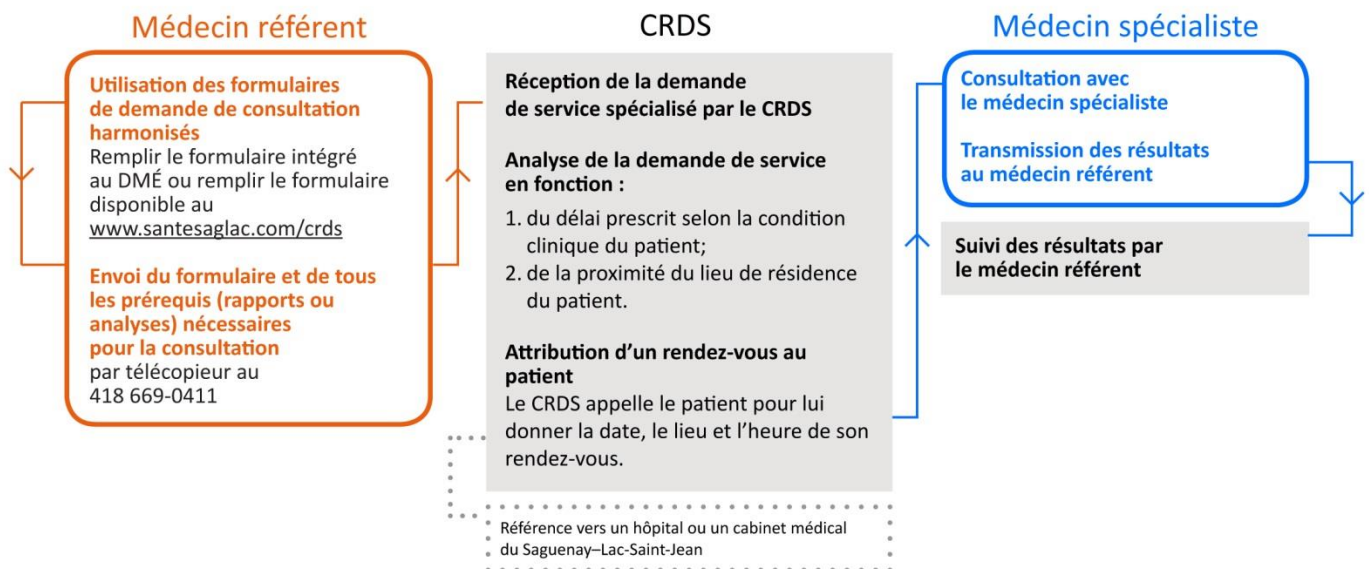 Médecin référent
Utilisation des formulaires
de demande de consultation
harmonisés
Remplir le formulaire intégré
au DMÉ ou remplir le formulaire
disponible au
www.santesaglac.com/crds
Envoi du formulaire et de tous
les prérequis (rapports ou
analyses) nécessaires
pour la consultation
par télécopieur au
418 669-0411
CRDS
Réception de la demande
de service spécialisé par le CRDS
Analyse de la demande de service
en fonction :
1. du délai prescrit selon la condition
clinique du patient;
2. de la proximité du lieu de résidence
du patient.
Attribution d’un rendez-vous au
patient
Le CRDS appelle le patient pour lui
donner la date, le lieu et l’heure de son
rendez-vous.
Référence vers un hôpital ou un cabinet médical
du Saguenay–Lac-Saint-Jean
Médecin spécialiste
Consultation avec
le médecin spécialiste
Transmission des résultats
au médecin référent
Suivi des résultats par
le médecin référent